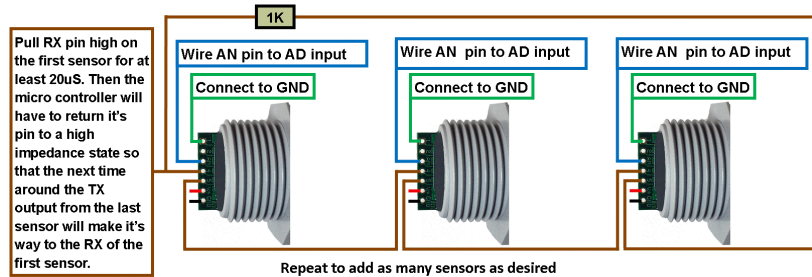 1K
Pull RX pin high on
the first sensor for at
least 20uS. Then the
micro controller will
have to return it's
pin to a high
impedance state so
that the next time
around the TX
output from the last
sensor will make it's
way to the RX of the
first sensor.
Wire AN pin to AD input
Connect to GND
Wire AN pin to AD input
Connect to GND
Wire AN pin to AD input
Connect to GND
Repeat to add as many sensors as desired